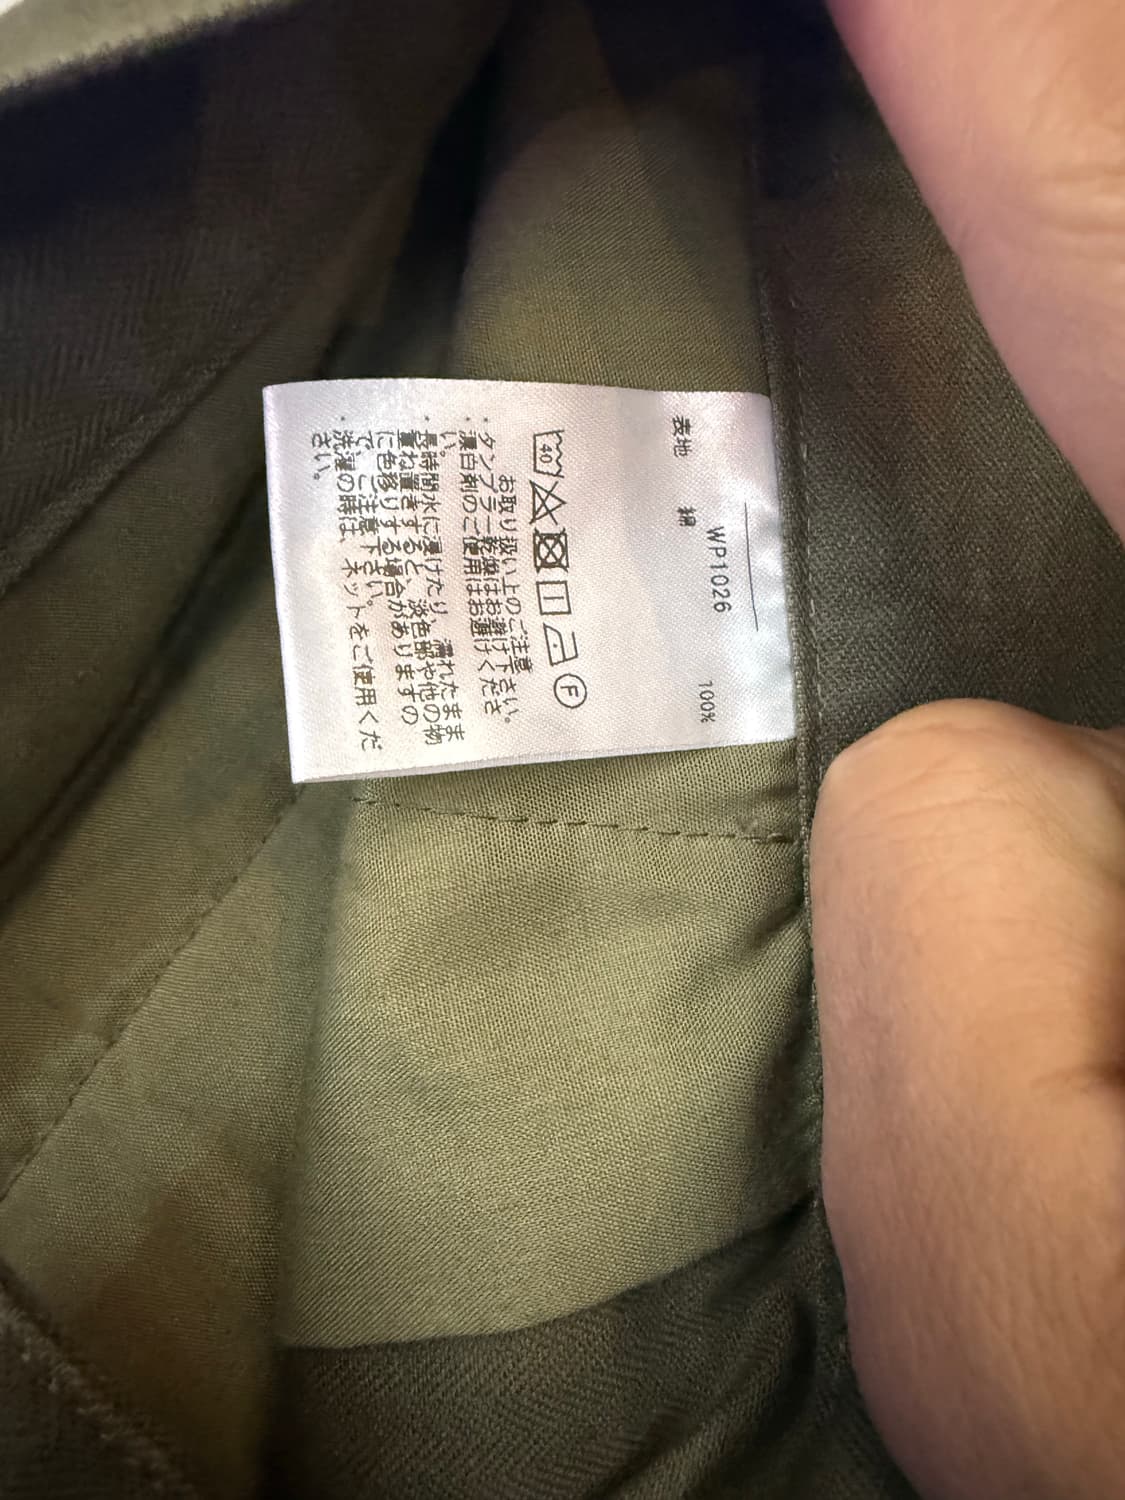 WP1026
表地 綿 100%
40
F
お取り扱い上のご注意
・タンブラー乾燥はお避け下さい。
・漂白剤のご使用はお避けくださ
い。
・長時間水に浸けたり、濡れたまま
重ね置きすると、淡色部や他の物
に色移りする場合がありますの
で、ご注意下さい。
・洗濯の時は、ネットをご使用くだ
さい。